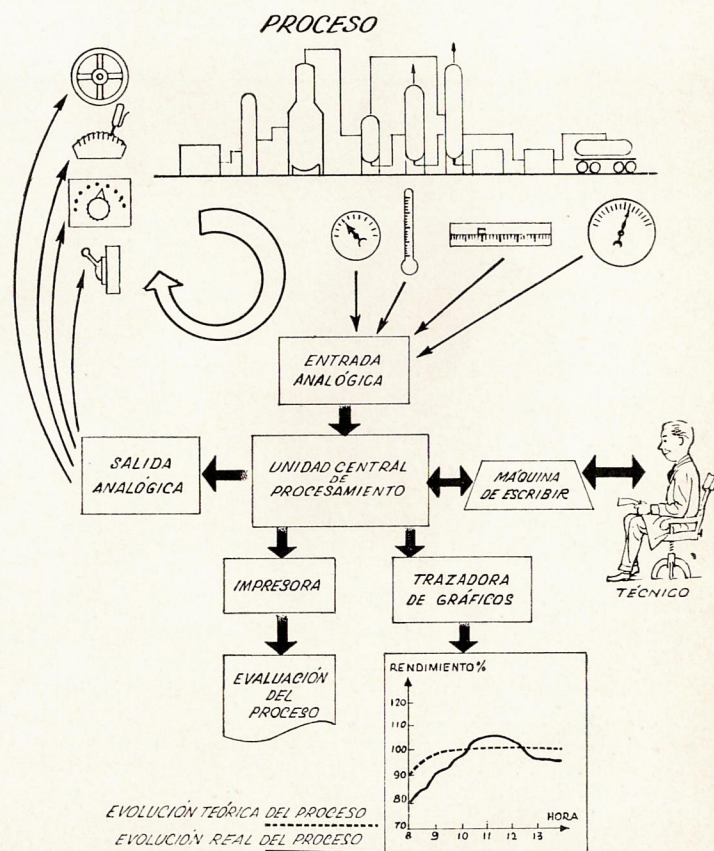 PROCESO
ENTRADA
ANALÓGICA
SALIDA
ANALÓGICA
UNIDAD CENTRAL
DE
PROCESAMIENTO
MÁQUINA
DE ESCRIBIR
TÉCNICO
IMPRESORA
TRAZADORA
DE GRÁFICOS
EVALUACIÓN
DEL
PROCESO
RENDIMIENTO %
120
110
100
90
80
70
8 9 10 11 12 13
HORA
EVOLUCIÓN TEÓRICA DEL PROCESO
EVOLUCIÓN REAL DEL PROCESO